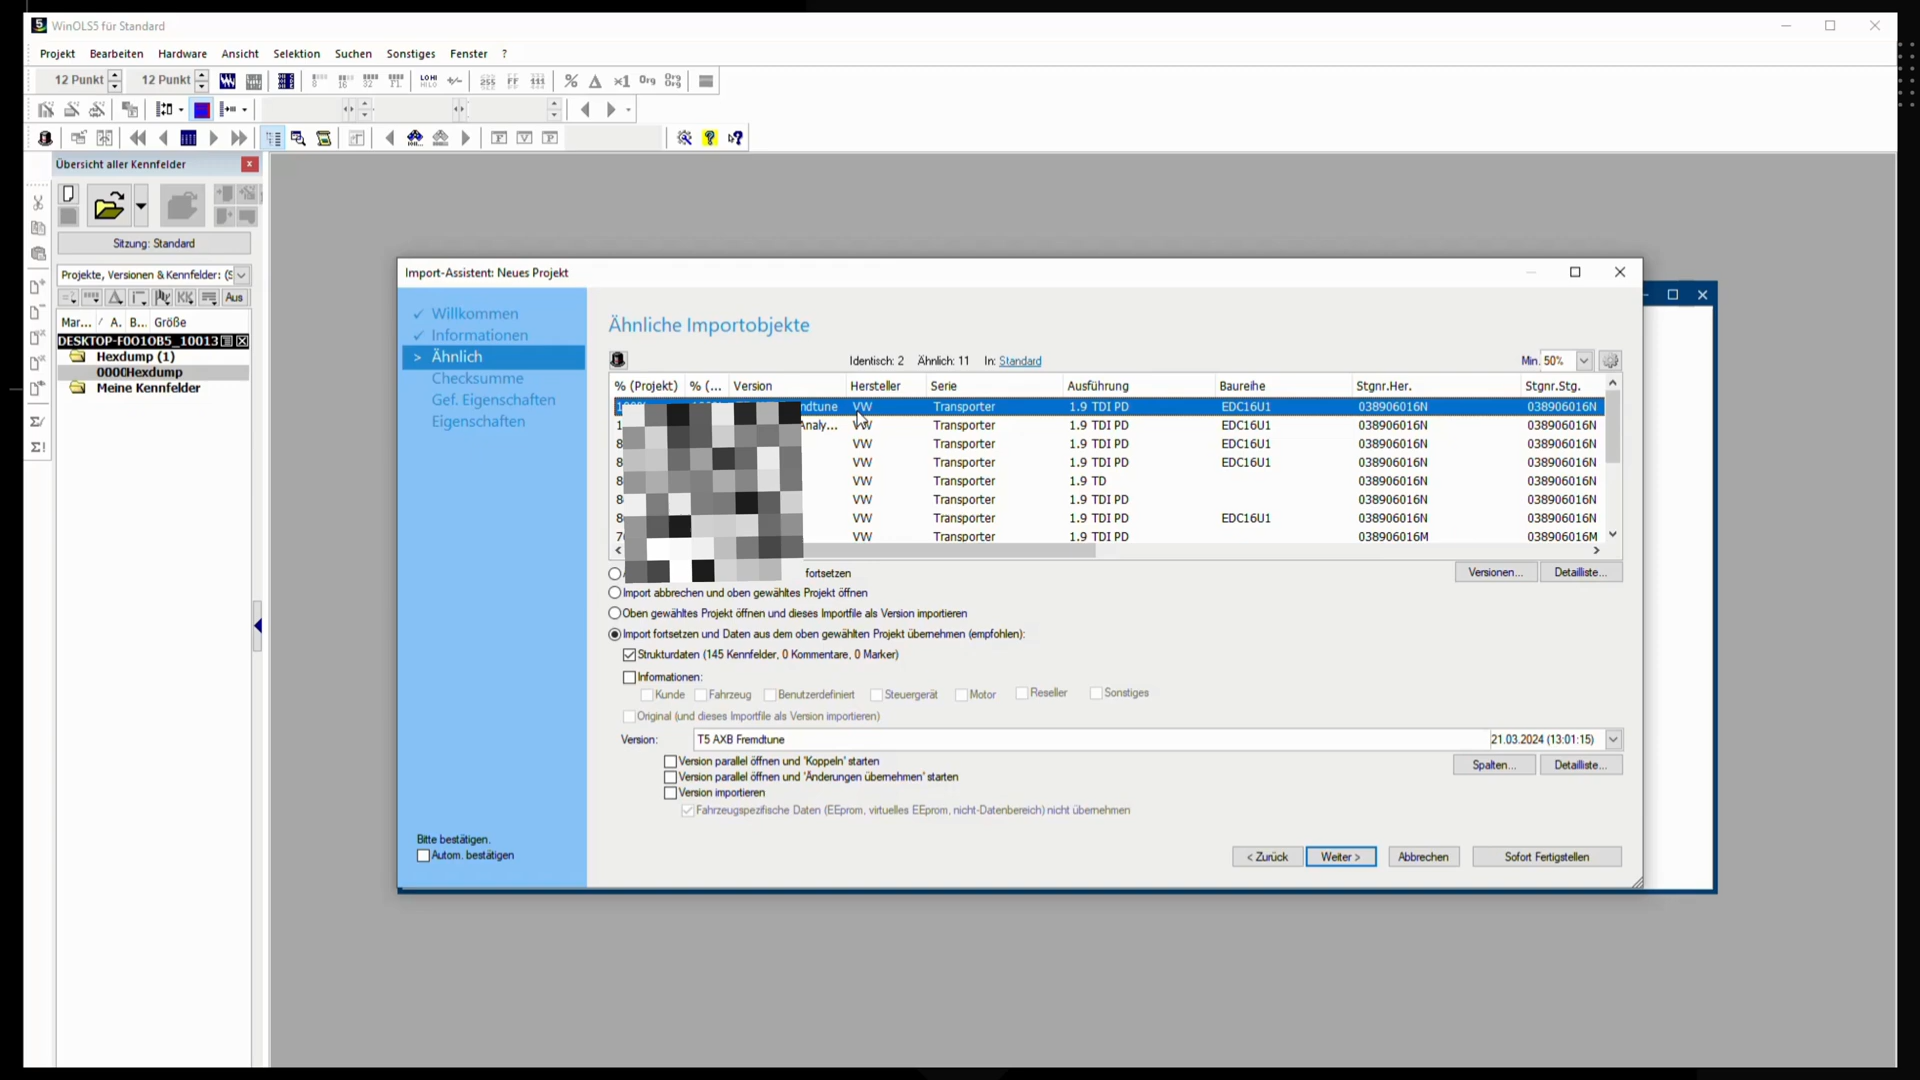 WinOLS5 für Standard
Projekt Bearbeiten Hardware Ansicht Selektion Suchen Sonstiges Fenster ?
12 Punkt 12 Punkt
Übersicht aller Kennfelder
Sitzung: Standard
Projekte, Versionen & Kennfelder: (S
Aus
Mar... / A. B... Größe
DESKTOP-F0O1OB5_10013
Hexdump (1)
0000Hexdump
Meine Kennfelder
Import-Assistent: Neues Projekt
Willkommen
Informationen
> Ähnlich
Checksumme
Gef. Eigenschaften
Eigenschaften
Bitte bestätigen.
Autom. bestätigen
Ähnliche Importobjekte
Identisch: 2 Ähnlich: 11 In: Standard
Min. 50%
% (Projekt) % (... Version Hersteller Serie Ausführung Baureihe Stgnr.Her. Stgnr.Stg.
VW Transporter 1.9 TDI PD EDC16U1 038906016N 038906016N
VW Transporter 1.9 TDI PD EDC16U1 038906016N 038906016N
VW Transporter 1.9 TDI PD EDC16U1 038906016N 038906016N
VW Transporter 1.9 TDI PD EDC16U1 038906016N 038906016N
VW Transporter 1.9 TD 038906016N 038906016N
VW Transporter 1.9 TDI PD 038906016N 038906016N
VW Transporter 1.9 TDI PD EDC16U1 038906016N 038906016N
VW Transporter 1.9 TDI PD 038906016M 038906016M
fortsetzen
Versionen... Detailliste...
Import abbrechen und oben gewähltes Projekt öffnen
Oben gewähltes Projekt öffnen und dieses Importfile als Version importieren
Import fortsetzen und Daten aus dem oben gewählten Projekt übernehmen (empfohlen):
Strukturdaten (145 Kennfelder, 0 Kommentare, 0 Marker)
Informationen:
Kunde Fahrzeug Benutzerdefiniert Steuergerät Motor Reseller Sonstiges
Original (und dieses Importfile als Version importieren)
Version: T5 AXB Fremdtune 21.03.2024 (13:01:15)
Version parallel öffnen und 'Koppeln' starten
Spalten... Detailliste...
Version parallel öffnen und 'Änderungen übernehmen' starten
Version importieren
Fahrzeugspezifische Daten (EEprom, virtuelles EEprom, nicht-Datenbereich) nicht übernehmen
< Zurück Weiter > Abbrechen Sofort Fertigstellen